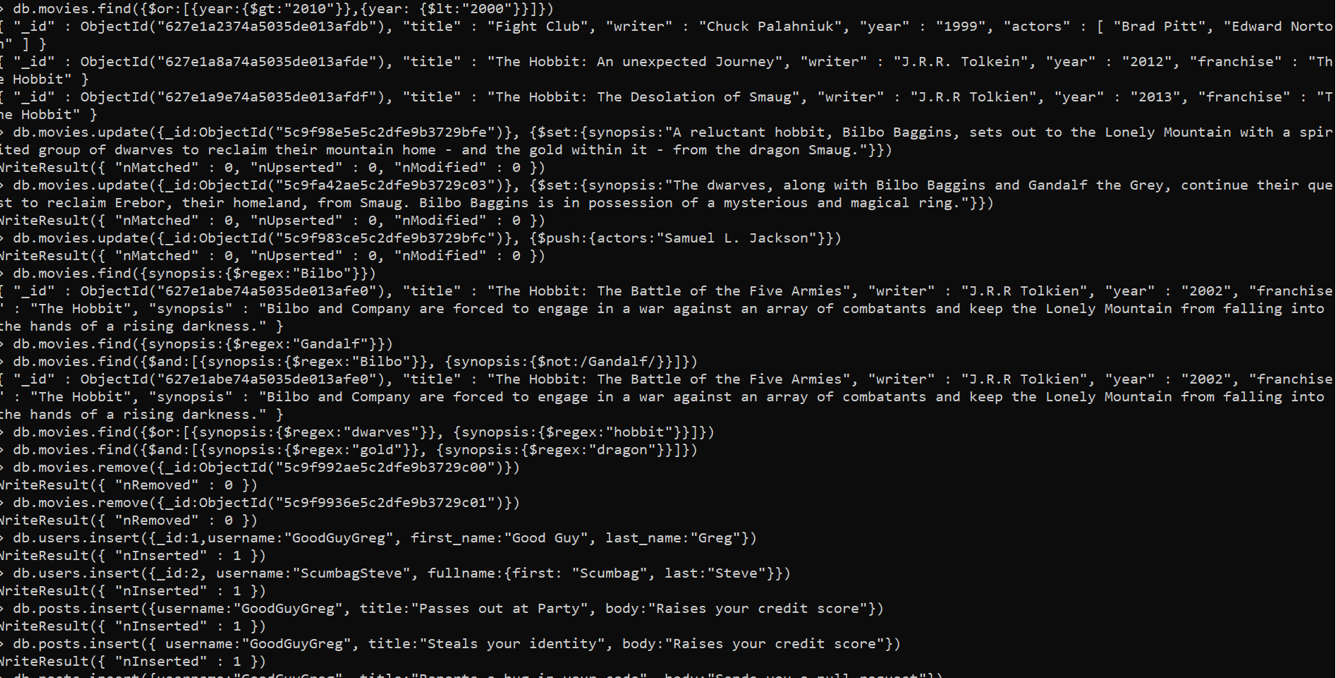 > db.movies.find({$or:[{year:{$gt:"2010"}},{year: {$lt:"2000"}}]})
{ "_id" : ObjectId("627e1a2374a5035de013afdb"), "title" : "Fight Club", "writer" : "Chuck Palahniuk", "year" : "1999", "actors" : [ "Brad Pitt", "Edward Norto
n" ] }
{ "_id" : ObjectId("627e1a8a74a5035de013afde"), "title" : "The Hobbit: An unexpected Journey", "writer" : "J.R.R. Tolkein", "year" : "2012", "franchise" : "Th
e Hobbit" }
{ "_id" : ObjectId("627e1a9e74a5035de013afdf"), "title" : "The Hobbit: The Desolation of Smaug", "writer" : "J.R.R Tolkien", "year" : "2013", "franchise" : "T
he Hobbit" }
> db.movies.update({_id:ObjectId("5c9f98e5e5c2dfe9b3729bfe")}, {$set:{synopsis:"A reluctant hobbit, Bilbo Baggins, sets out to the Lonely Mountain with a spir
ited group of dwarves to reclaim their mountain home - and the gold within it - from the dragon Smaug."}})
WriteResult({ "nMatched" : 0, "nUpserted" : 0, "nModified" : 0 })
> db.movies.update({_id:ObjectId("5c9fa42ae5c2dfe9b3729c03")}, {$set:{synopsis:"The dwarves, along with Bilbo Baggins and Gandalf the Grey, continue their que
st to reclaim Erebor, their homeland, from Smaug. Bilbo Baggins is in possession of a mysterious and magical ring."}})
WriteResult({ "nMatched" : 0, "nUpserted" : 0, "nModified" : 0 })
> db.movies.update({_id:ObjectId("5c9f983ce5c2dfe9b3729bfc")}, {$push:{actors:"Samuel L. Jackson"}})
WriteResult({ "nMatched" : 0, "nUpserted" : 0, "nModified" : 0 })
> db.movies.find({synopsis:{$regex:"Bilbo"}})
{ "_id" : ObjectId("627e1abe74a5035de013afe0"), "title" : "The Hobbit: The Battle of the Five Armies", "writer" : "J.R.R Tolkien", "year" : "2002", "franchise
" : "The Hobbit", "synopsis" : "Bilbo and Company are forced to engage in a war against an array of combatants and keep the Lonely Mountain from falling into
the hands of a rising darkness." }
> db.movies.find({synopsis:{$regex:"Gandalf"}})
> db.movies.find({$and:[{synopsis:{$regex:"Bilbo"}}, {synopsis:{$not:/Gandalf/}}]})
{ "_id" : ObjectId("627e1abe74a5035de013afe0"), "title" : "The Hobbit: The Battle of the Five Armies", "writer" : "J.R.R Tolkien", "year" : "2002", "franchise
" : "The Hobbit", "synopsis" : "Bilbo and Company are forced to engage in a war against an array of combatants and keep the Lonely Mountain from falling into
the hands of a rising darkness." }
> db.movies.find({$or:[{synopsis:{$regex:"dwarves"}}, {synopsis:{$regex:"hobbit"}}]})
> db.movies.find({$and:[{synopsis:{$regex:"gold"}}, {synopsis:{$regex:"dragon"}}]})
> db.movies.remove({_id:ObjectId("5c9f992ae5c2dfe9b3729c00")})
WriteResult({ "nRemoved" : 0 })
> db.movies.remove({_id:ObjectId("5c9f9936e5c2dfe9b3729c01")})
WriteResult({ "nRemoved" : 0 })
> db.users.insert({_id:1,username:"GoodGuyGreg", first_name:"Good Guy", last_name:"Greg"})
WriteResult({ "nInserted" : 1 })
> db.users.insert({_id:2, username:"ScumbagSteve", fullname:{first: "Scumbag", last:"Steve"}})
WriteResult({ "nInserted" : 1 })
> db.posts.insert({username:"GoodGuyGreg", title:"Passes out at Party", body:"Raises your credit score"})
WriteResult({ "nInserted" : 1 })
> db.posts.insert({ username:"GoodGuyGreg", title:"Steals your identity", body:"Raises your credit score"})
WriteResult({ "nInserted" : 1 })
> db.posts.insert({username:"GoodGuyGreg", title:"Reports a bug in your code", body:"Sends you a pull request"})